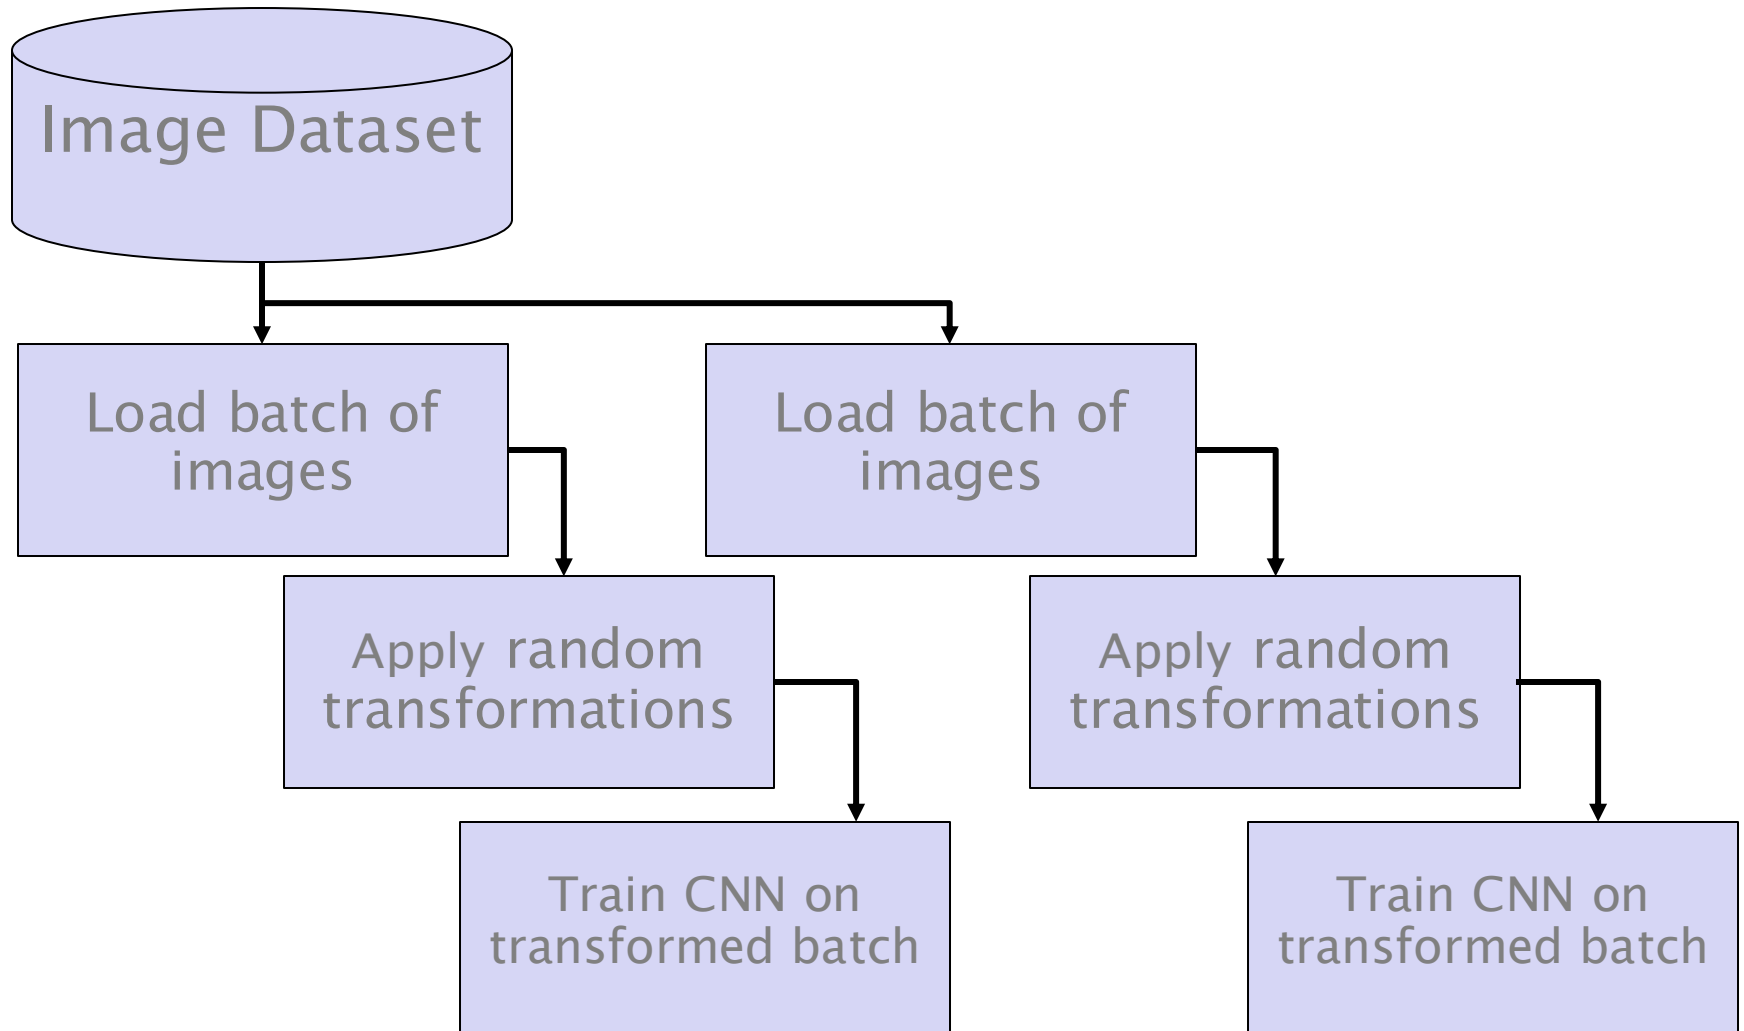 Image Dataset
Load batch of
images
Load batch of
images
Apply random
transformations
Apply random
transformations
Train CNN on
transformed batch
Train CNN on
transformed batch